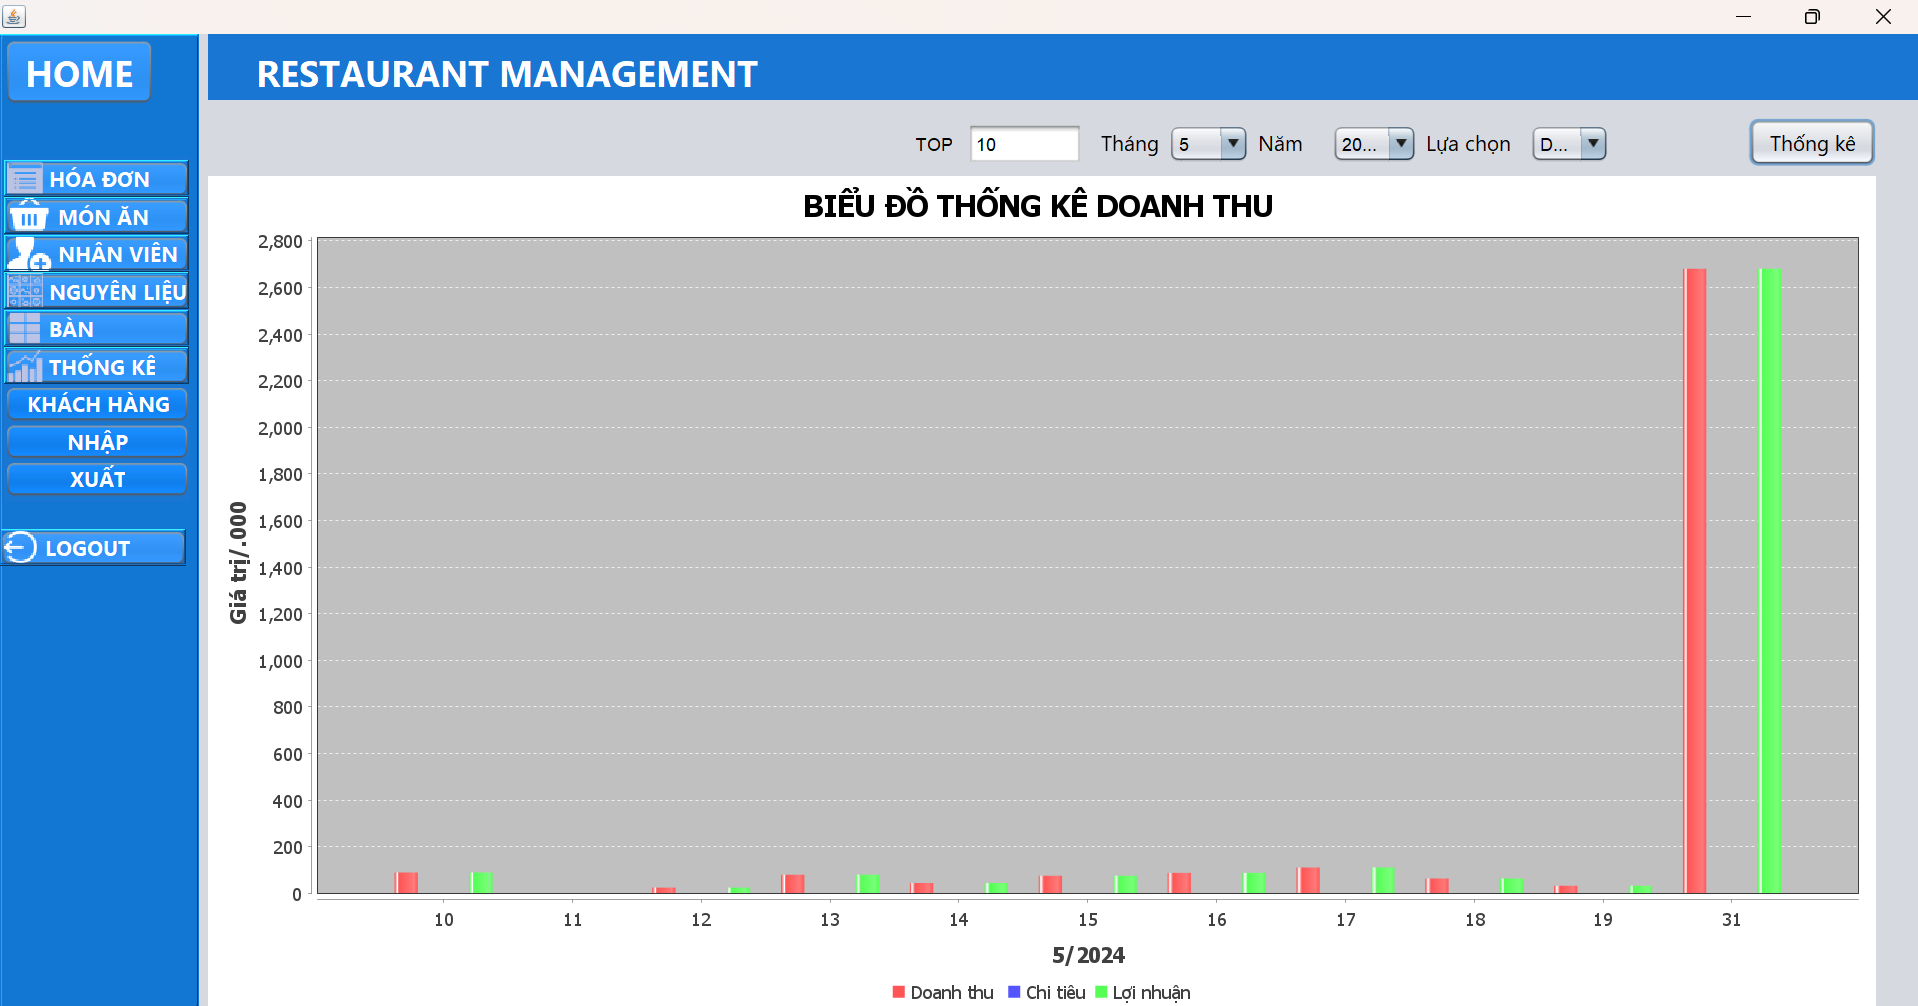 HOME
RESTAURANT MANAGEMENT
TOP 10 Tháng 5 Năm 20... Lựa chọn D... Thống kê
HÓA ĐƠN
MÓN ĂN
NHÂN VIÊN
NGUYÊN LIỆU
BÀN
THỐNG KÊ
KHÁCH HÀNG
NHẬP
XUẤT
LOGOUT
BIỂU ĐỒ THỐNG KÊ DOANH THU
Giá trị/.000
2,800
2,600
2,400
2,200
2,000
1,800
1,600
1,400
1,200
1,000
800
600
400
200
0
10 11 12 13 14 15 16 17 18 19 31
5/2024
Doanh thu Chi tiêu Lợi nhuận